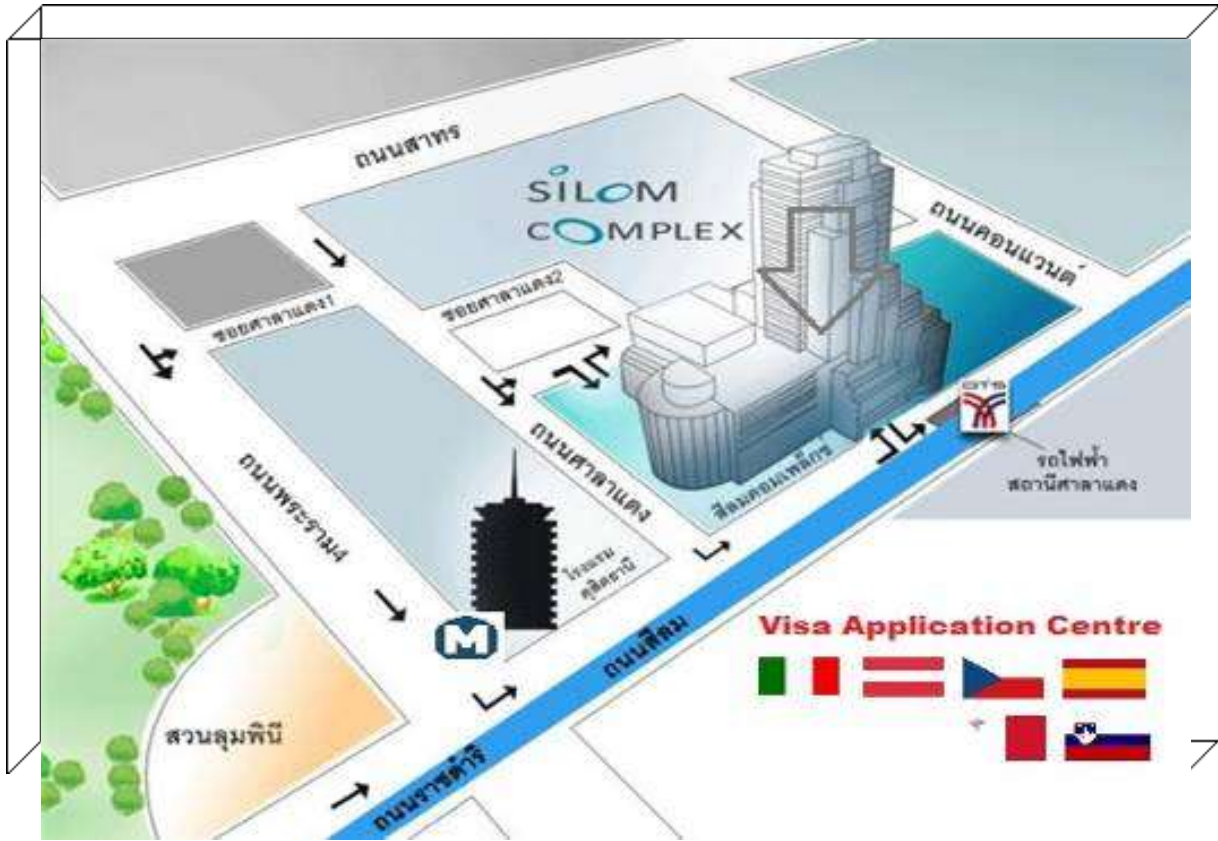 ถนนสาทร
SILOM
COMPLEX
ถนนคอนแวนต์
ซอยศาลาแดง1
ซอยศาลาแดง2
BTS
รถไฟฟ้า
สถานีศาลาแดง
ถนนพระราม4
ถนนศาลาแดง
สีลมคอมเพล็กซ์
โรงแรม
ดุสิตธานี
M
ถนนสีลม
Visa Application Centre
สวนลุมพินี
ถนนราชดำริ